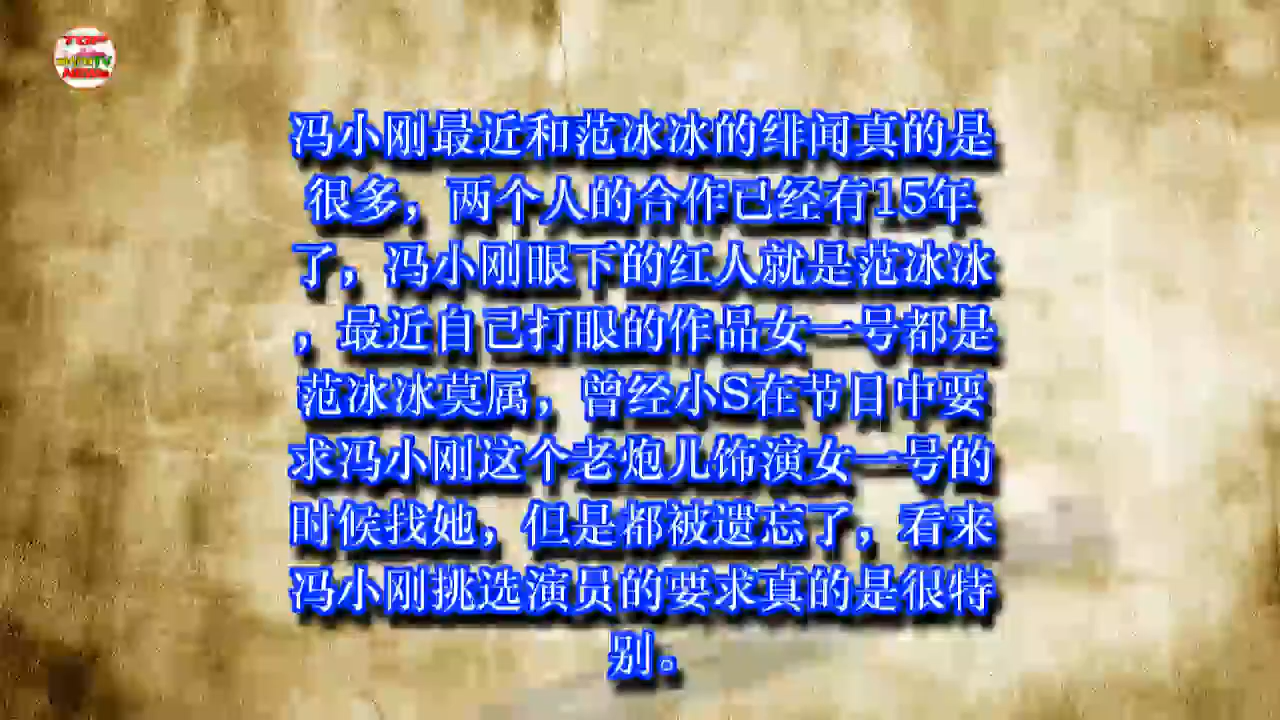 冯小刚最近和范冰冰的绯闻真的是
很多，两个人的合作已经有15年
了，冯小刚眼下的红人就是范冰冰
，最近自己打眼的作品女一号都是
范冰冰莫属，曾经小S在节目中要
求冯小刚这个老炮儿饰演女一号的
时候找她，但是都被遗忘了，看来
冯小刚挑选演员的要求真的是很特
别。